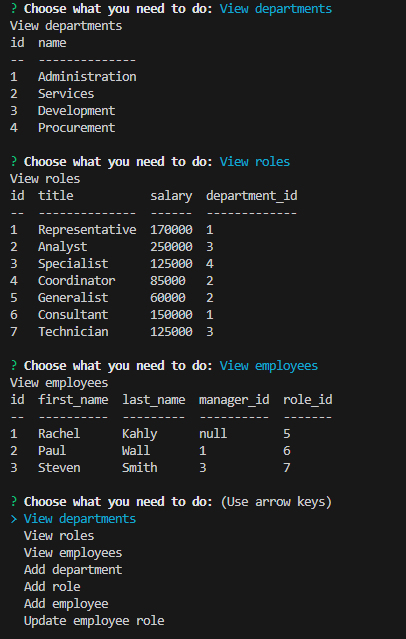 ? Choose what you need to do: View departments
View departments
id  name
--  --------------
1   Administration
2   Services
3   Development
4   Procurement
? Choose what you need to do: View roles
View roles
id  title           salary  department_id
--  --------------  ------  -------------
1   Representative  170000  1
2   Analyst         250000  3
3   Specialist      125000  4
4   Coordinator     85000   2
5   Generalist      60000   2
6   Consultant      150000  1
7   Technician      125000  3
? Choose what you need to do: View employees
View employees
id  first_name  last_name  manager_id  role_id
--  ----------  ---------  ----------  -------
1   Rachel      Kahly      null        5
2   Paul        Wall       1           6
3   Steven      Smith      3           7
? Choose what you need to do: (Use arrow keys)
> View departments
  View roles
  View employees
  Add department
  Add role
  Add employee
  Update employee role